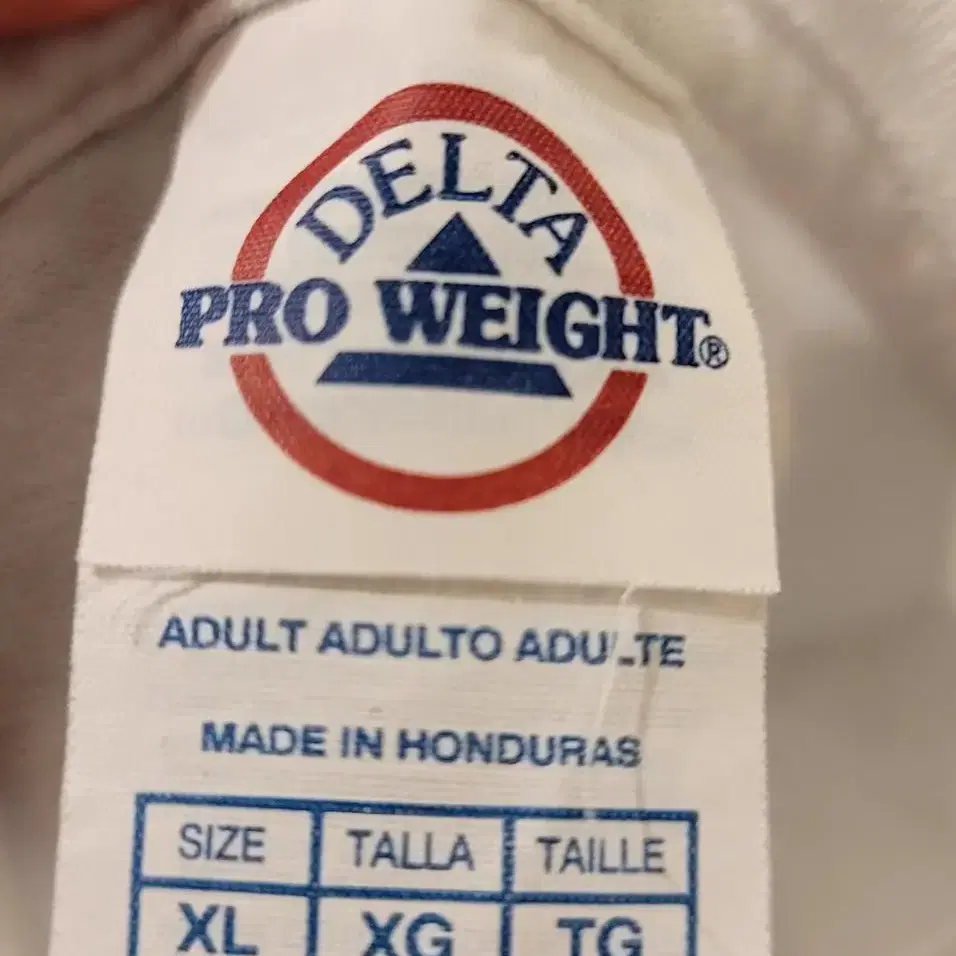 DELTA
PRO WEIGHT®
ADULT ADULTO ADULTE
MADE IN HONDURAS
SIZE TALLA TAILLE
XL XG TG